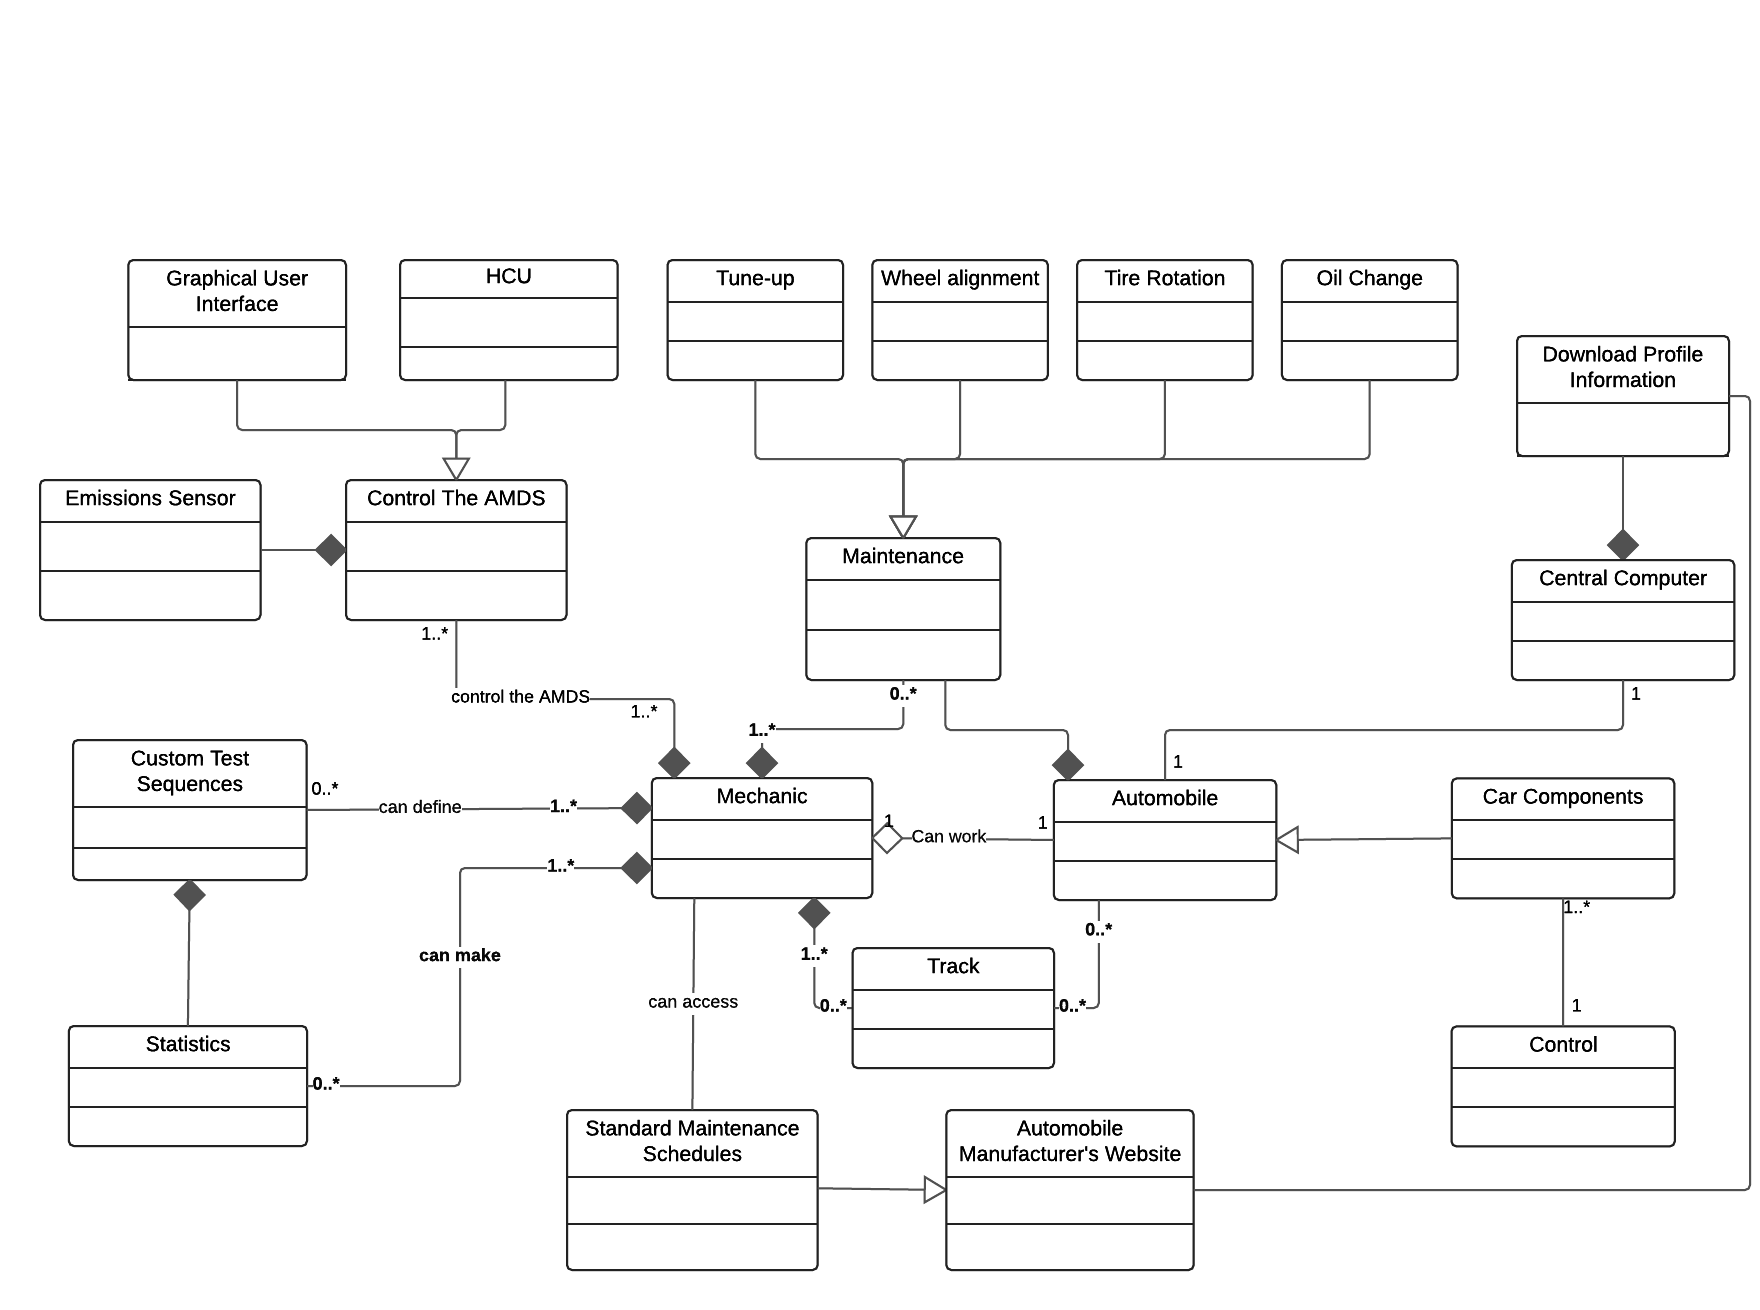 Graphical User
Interface
HCU
Tune-up
Wheel alignment
Tire Rotation
Oil Change
Download Profile
Information
Emissions Sensor
Control The AMDS
Maintenance
Central Computer
1..*
control the AMDS
1..*
0..*
1..*
1
1
Custom Test
Sequences
0..*
can define
1..*
Mechanic
1
Can work
1
Automobile
Car Components
1..*
can make
1..*
0..*
1..*
can access
0..*
Track
0..*
1
Statistics
0..*
Control
Standard Maintenance
Schedules
Automobile
Manufacturer's Website